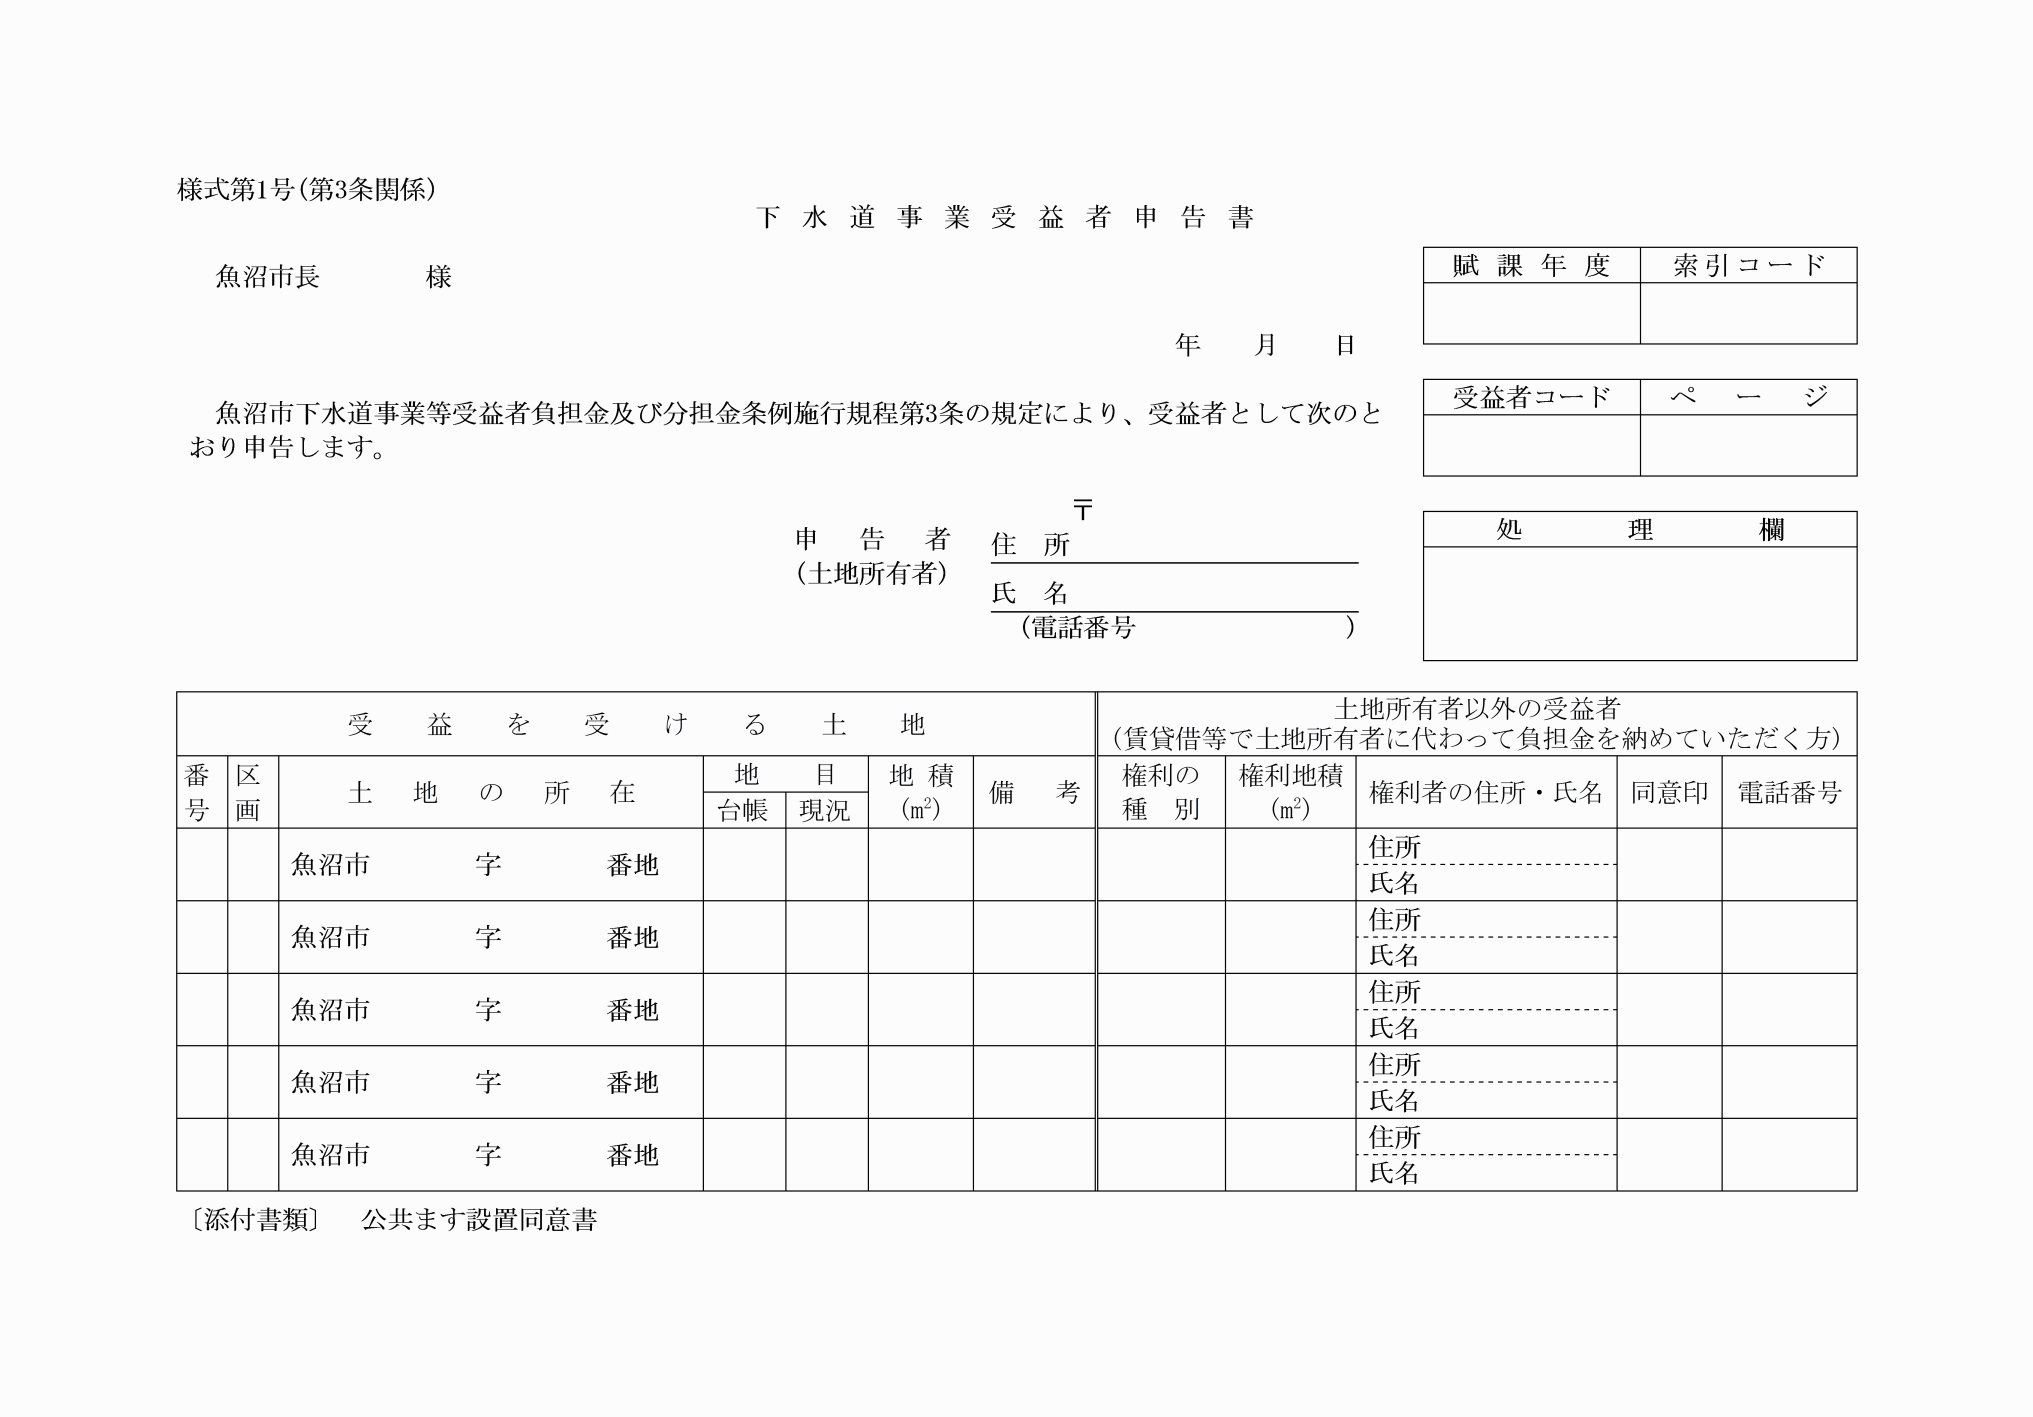 様式第1号(第3条関係)
下水道事業受益者申告書
魚沼市長　　　　様
賦課年度　索引コード
年　　月　　日
受益者コード　ページ
魚沼市下水道事業等受益者負担金及び分担金条例施行規程第3条の規定により、受益者として次のと
おり申告します。
処理欄
〒
申告者　住所
(土地所有者)
氏名
(電話番号　　　　　　　　)
受益を受ける土地
土地所有者以外の受益者
(賃貸借等で土地所有者に代わって負担金を納めていただく方)
番号　区画　土地の所在　地目　台帳　現況　地積(㎡)　備考　権利の種別　権利地積(㎡)　権利者の住所・氏名　同意印　電話番号
魚沼市　　　　字　　　　番地　住所
氏名
魚沼市　　　　字　　　　番地　住所
氏名
魚沼市　　　　字　　　　番地　住所
氏名
魚沼市　　　　字　　　　番地　住所
氏名
魚沼市　　　　字　　　　番地　住所
氏名
〔添付書類〕　公共ます設置同意書